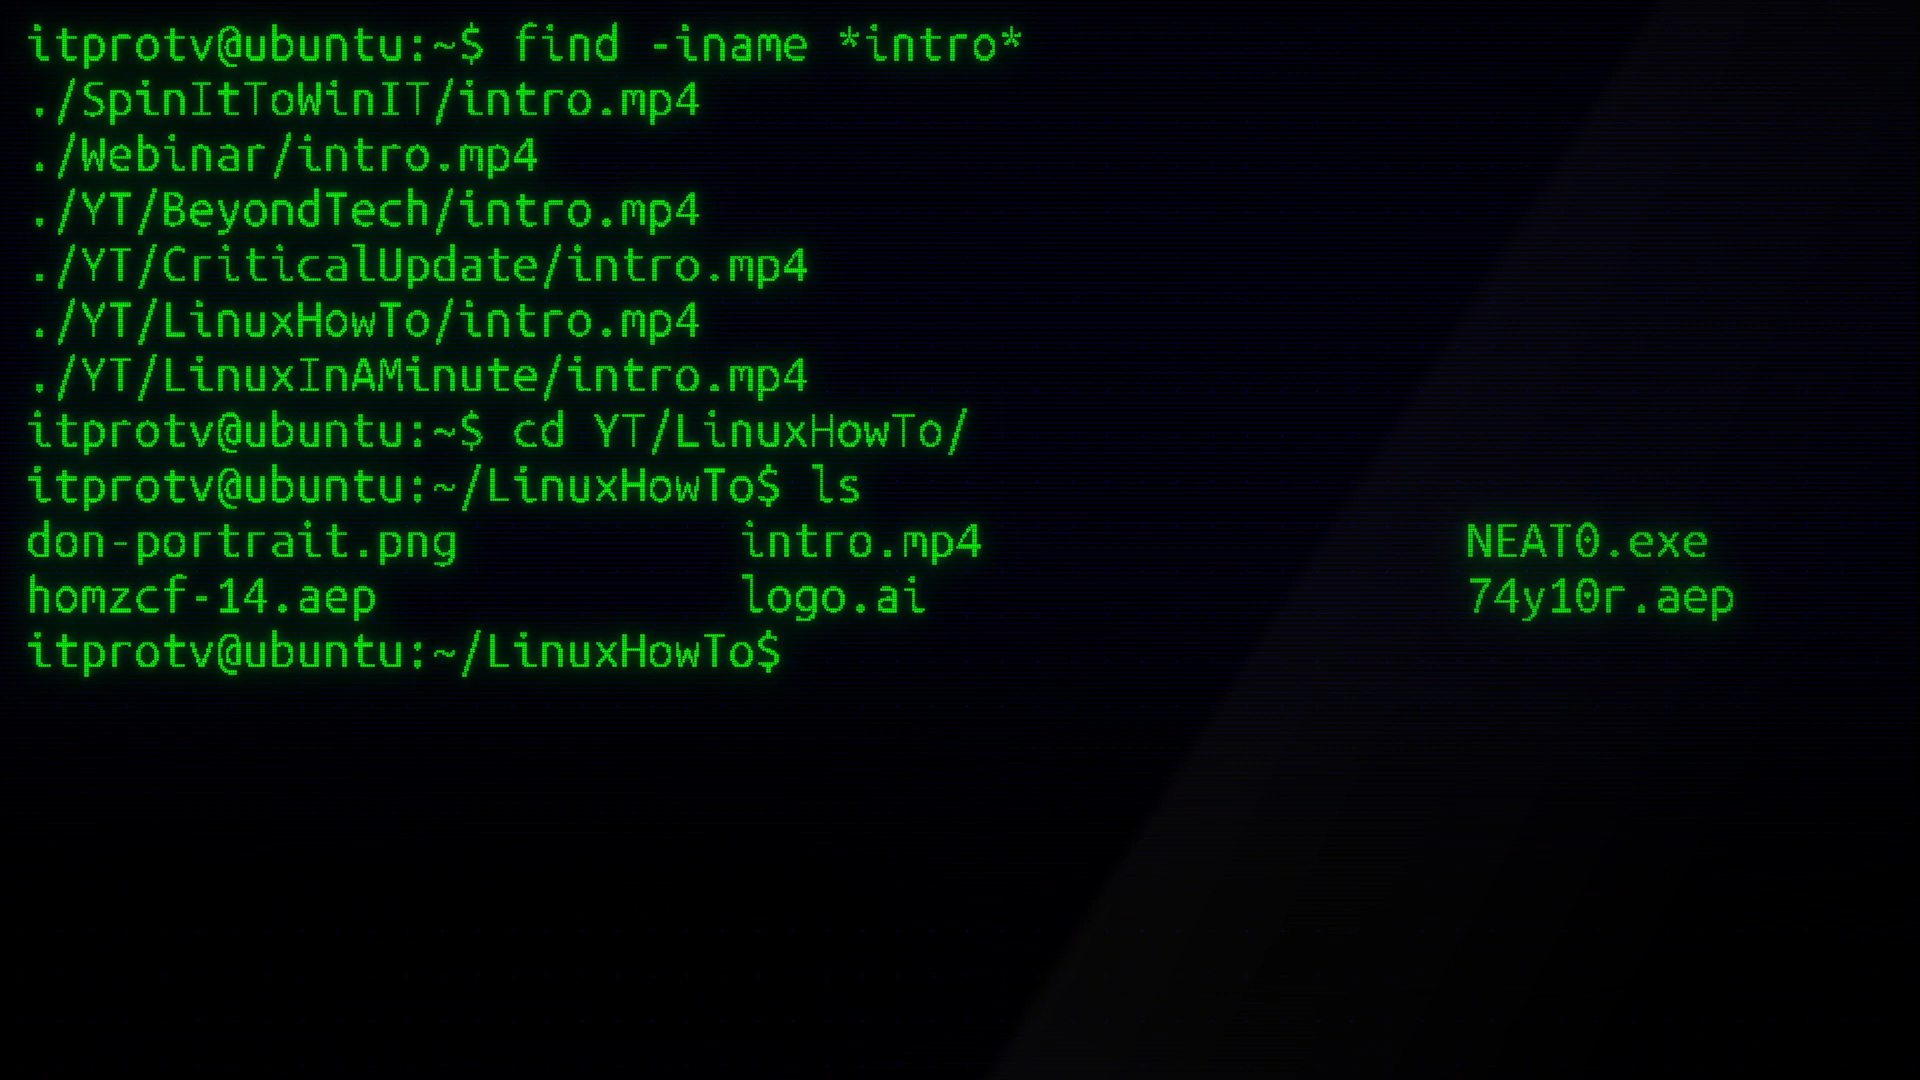 itprotv@ubuntu:~$ find -iname *intro*
./SpinItToWinIT/intro.mp4
./Webinar/intro.mp4
./YT/BeyondTech/intro.mp4
./YT/CriticalUpdate/intro.mp4
./YT/LinuxHowTo/intro.mp4
./YT/LinuxInAMinute/intro.mp4
itprotv@ubuntu:~$ cd YT/LinuxHowTo/
itprotv@ubuntu:~/LinuxHowTo$ ls
don-portrait.png intro.mp4 NEAT0.exe
homzcf-14.aep logo.ai 74y10r.aep
itprotv@ubuntu:~/LinuxHowTo$